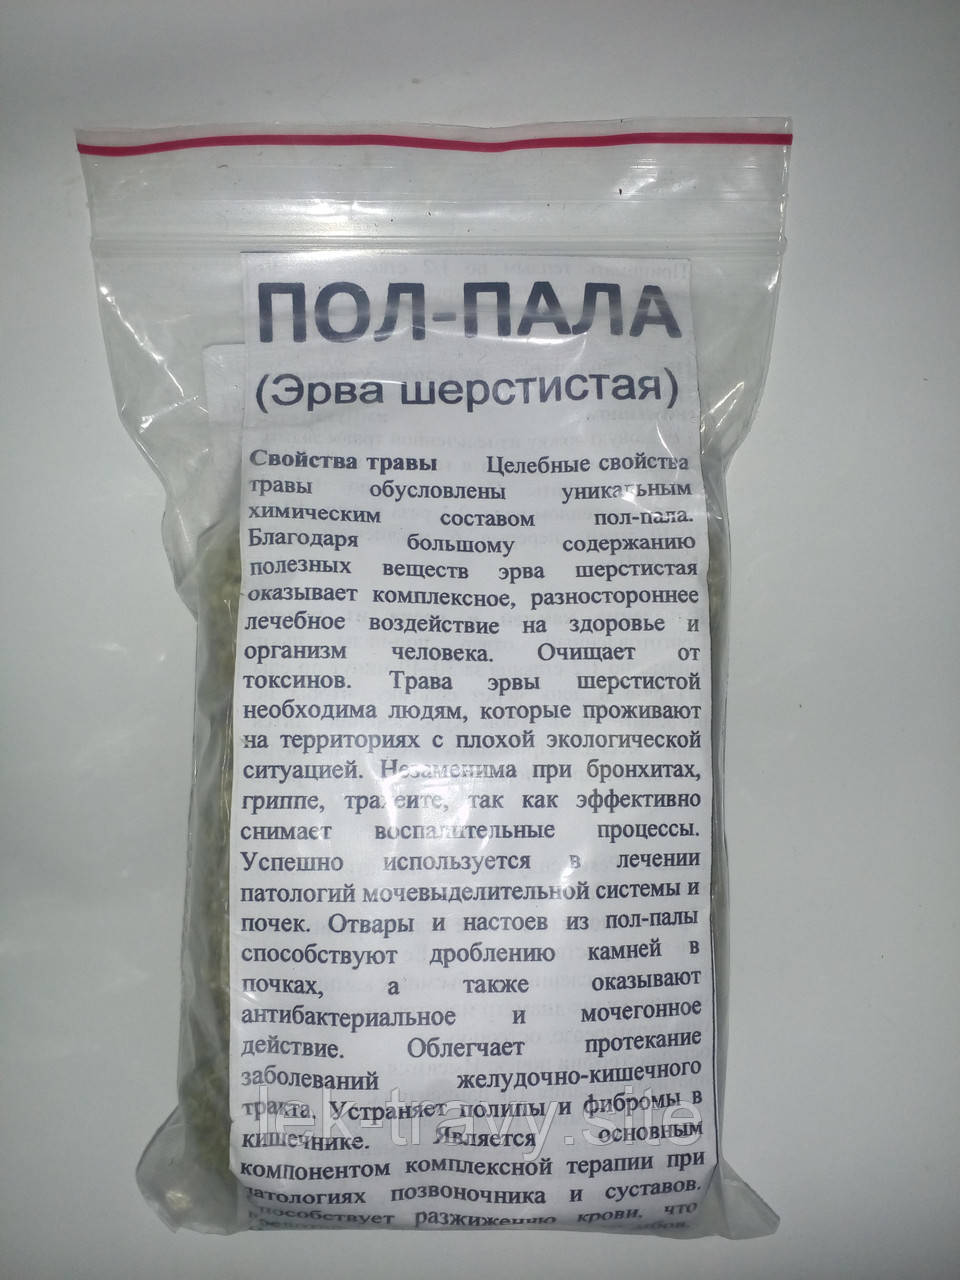 ПОЛ-ПАЛА
(Эрва шерстистая)
Свойства травы Целебные свойства
травы обусловлены уникальным
химическим составом пол-пала.
Благодаря большому содержанию
полезных веществ эрва шерстистая
оказывает комплексное, разностороннее
лечебное воздействие на здоровье и
организм человека. Очищает от
токсинов. Трава эрвы шерстистой
необходима людям, которые проживают
на территориях с плохой экологической
ситуацией. Незаменима при бронхитах,
гриппе, трахеите, так как эффективно
снимает воспалительные процессы.
Успешно используется в лечении
патологий мочевыделительной системы и
почек. Отвары и настоев из пол-палы
способствуют дроблению камней в
почках, а также оказывают
антибактериальное и мочегонное
действие. Облегчает протекание
заболеваний желудочно-кишечного
тракта. Устраняет полипы и фибромы в
кишечнике. Является основным
компонентом комплексной терапии при
патологиях позвоночника и суставов.
Способствует разжижению крови, что
lek-travy.site